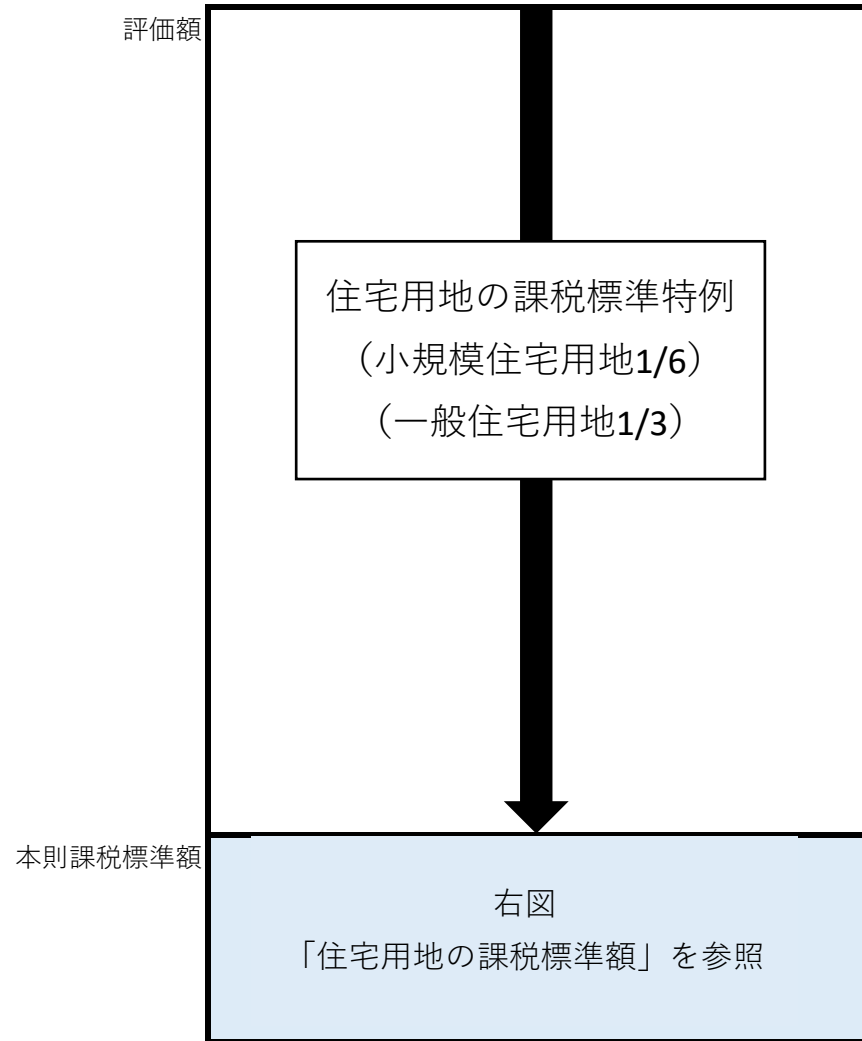 評価額
住宅用地の課税標準特例
（小規模住宅用地1/6）
（一般住宅用地1/3）
本則課税標準額
右図
「住宅用地の課税標準額」を参照